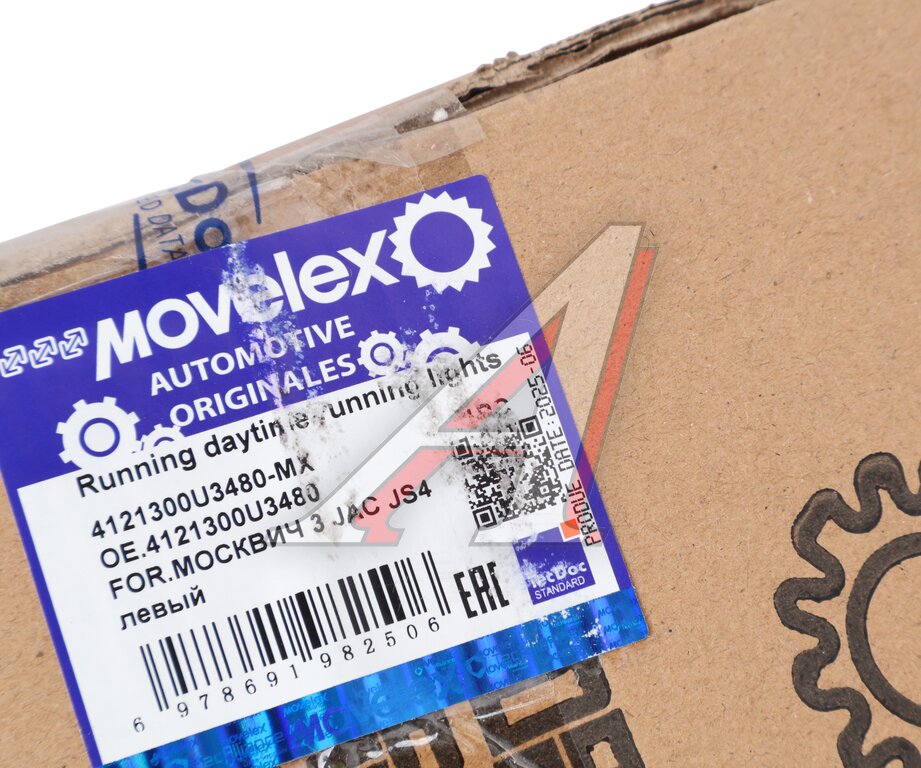 DATA
MOVELEX
AUTOMOTIVE
ORIGINALES
Running daytime running lights
4121300U3480-MX
OE.4121300U3480
FOR.МОСКВИЧ 3 JAC JS4
левый
6 978691 982506
EAC
TecDoc
STANDARD
DATE:2025-06